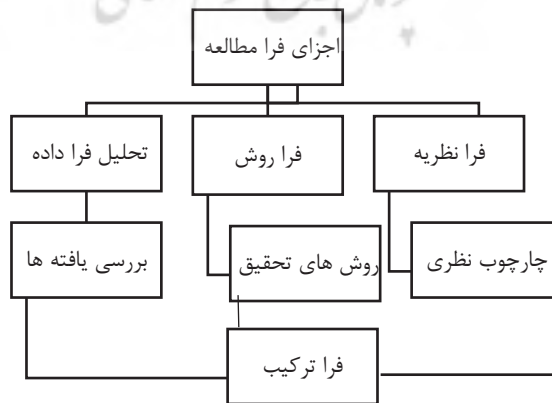 اجزای فرا مطالعه
فرا نظریه
فرا روش
تحلیل فرا داده
چارچوب نظری
روش های تحقیق
بررسی یافته ها
فرا ترکیب